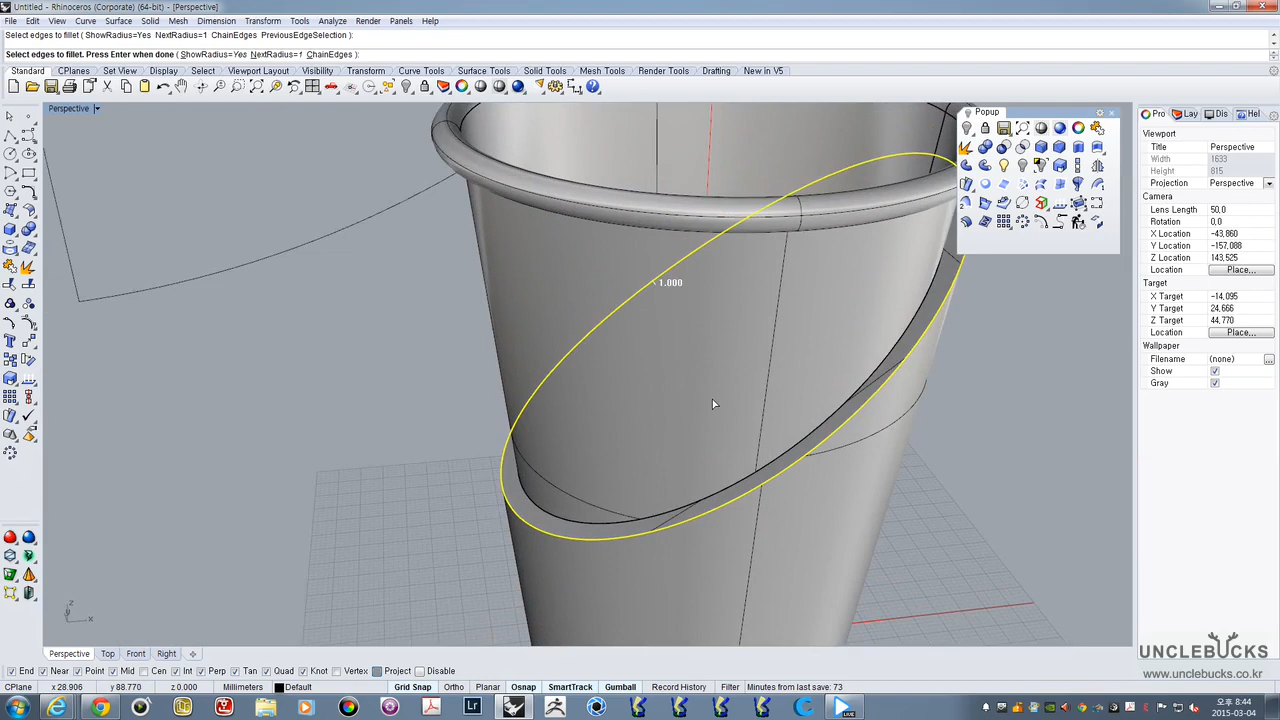 Untitled - Rhinoceros (Corporate) (64-bit) - [Perspective]
File Edit View Curve Surface Solid Mesh Dimension Transform Tools Analyze Render Panels Help
Select edges to fillet (ShowRadius=Yes NextRadius=1 ChainEdges PreviousEdgeSelection ):
Select edges to fillet. Press Enter when done ( ShowRadius=Yes NextRadius=1 ChainEdges ):
Standard CPlanes Set View Display Select Viewport Layout Visibility Transform Curve Tools Surface Tools Solid Tools Mesh Tools Render Tools Drafting New in V5
Perspective
Popup
1.000
z
y
x
Pro Lay Dis Hel
Viewport
Title Perspective
Width 1633
Height 815
Projection Perspective
Camera
Lens Length 50,0
Rotation 0,0
X Location -43,860
Y Location -157,088
Z Location 143,525
Location Place...
Target
X Target -14,095
Y Target 24,666
Z Target 44,770
Location Place...
Wallpaper
Filename (none) ...
Show
Gray
UNCLEBUCKS
www.unclebucks.co.kr
Perspective Top Front Right
End Near Point Mid Cen Int Perp Tan Quad Knot Vertex Project Disable
CPlane x 28.906 y 88.770 z 0.000 Millimeters Default Grid Snap Ortho Planar Osnap SmartTrack Gumball Record History Filter Minutes from last save: 73
Lr
LIVE
오후 8:44
2015-03-04